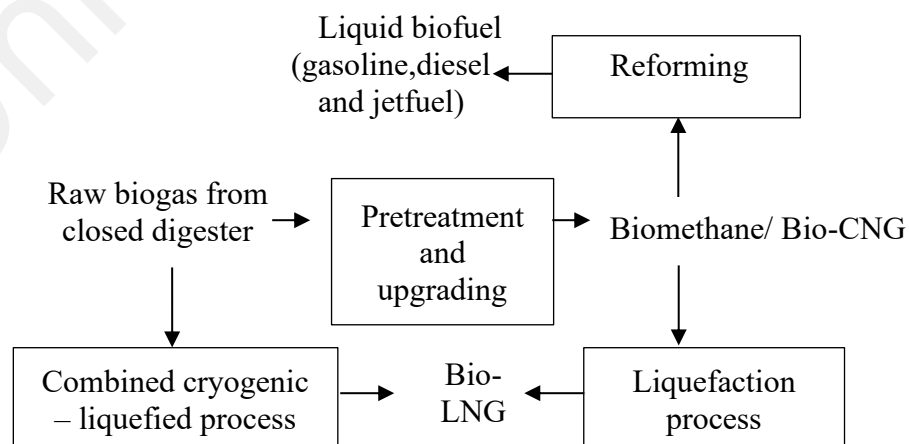 Liquid biofuel
(gasoline,diesel
and jetfuel)
Reforming
Raw biogas from
closed digester
Pretreatment
and
upgrading
Biomethane/ Bio-CNG
Combined cryogenic
– liquefied process
Bio-
LNG
Liquefaction
process